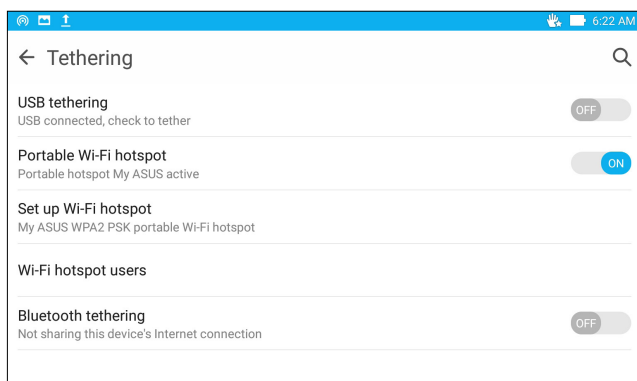 6:22 AM
Tethering
USB tethering
USB connected, check to tether
OFF
Portable Wi-Fi hotspot
Portable hotspot My ASUS active
ON
Set up Wi-Fi hotspot
My ASUS WPA2 PSK portable Wi-Fi hotspot
Wi-Fi hotspot users
Bluetooth tethering
Not sharing this device's Internet connection
OFF